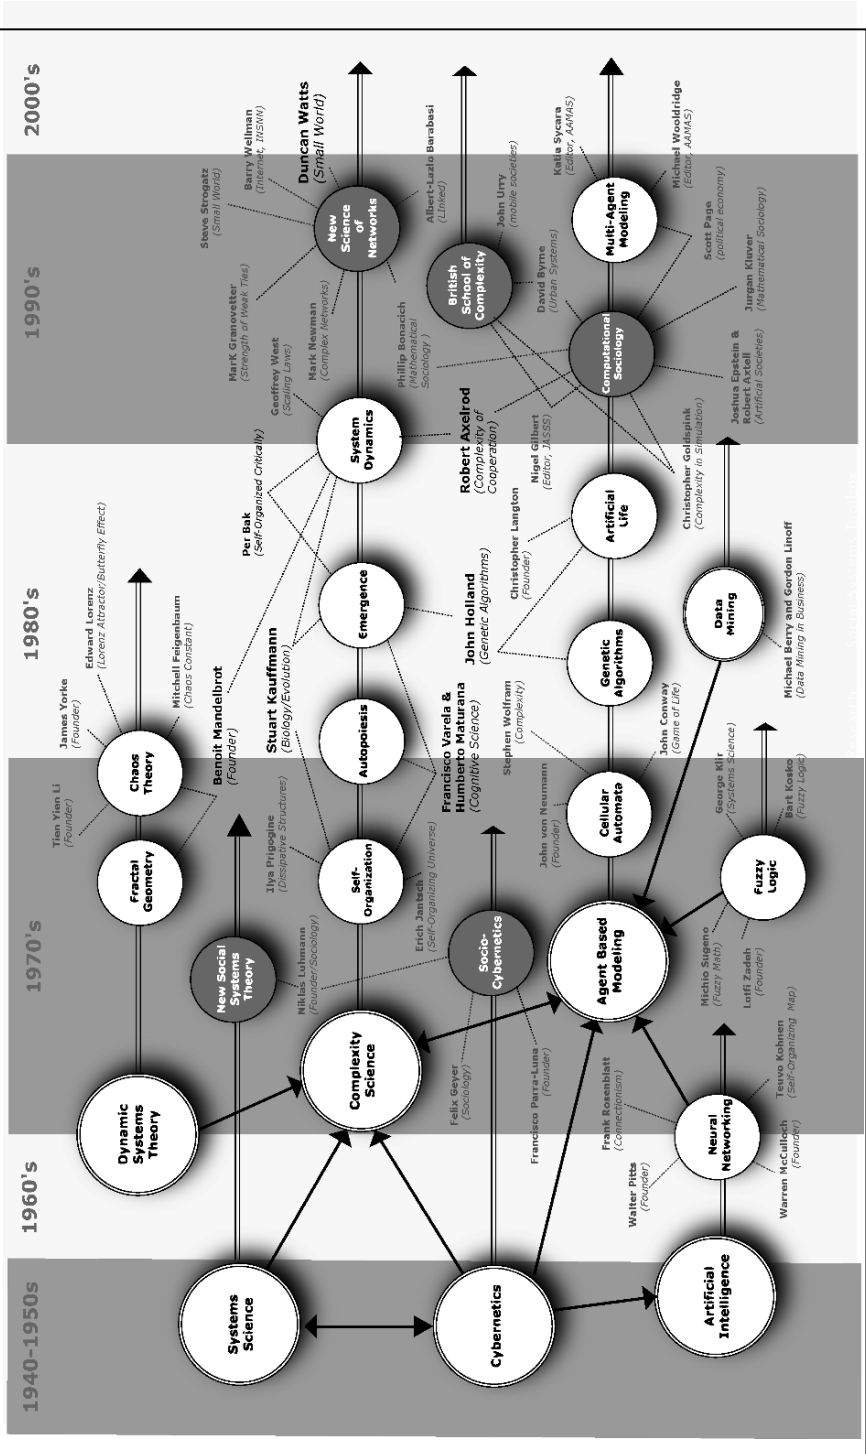 1940-1950s
1960's
1970's
1980's
1990's
2000's
Dynamic
Systems
Theory
Fractal
Geometry
Chaos
Theory
Tien Yien Li
(Founder)
James Yorke
(Founder)
Edward Lorenz
(Lorenz Attractor/Butterfly Effect)
Mitchell Feigenbaum
(Chaos Constant)
Benoit Mandelbrot
(Founder)
Systems
Science
New Social
Systems
Theory
Niklas Luhmann
(Founder/Sociology)
Complexity
Science
Self-
Organization
Autopoiesis
Emergence
System
Dynamics
New
Science
of
Networks
Ilya Prigogine
(Dissipative Structures)
Erich Jantsch
(Self-Organizing Universe)
Stuart Kauffmann
(Biology/Evolution)
Francisco Varela &
Humberto Maturana
(Cognitive Science)
Per Bak
(Self-Organized Critically)
John Holland
(Genetic Algorithms)
Geoffrey West
(Scaling Laws)
Robert Axelrod
(Complexity of
Cooperation)
Mark Granovetter
(Strength of Weak Ties)
Steve Strogatz
(Small World)
Barry Wellman
(Internet, INSNN)
Duncan Watts
(Small World)
Mark Newman
(Complex Networks)
Phillip Bonacich
(Mathematical
Sociology )
Albert-Lazlo Barabasi
(LInked)
Cybernetics
Socio-
Cybernetics
Felix Geyer
(Sociology)
Francisco Parra-Luna
(Founder)
British
School of
Complexity
John Urry
(mobile societies)
David Byrne
(Urban Systems)
Nigel Gilbert
(Editor, JASSS)
Agent Based
Modeling
Cellular
Automata
Genetic
Algorithms
Artificial
Life
Computational
Sociology
Multi-Agent
Modeling
John von Neumann
(Founder)
Stephen Wolfram
(Complexity)
John Conway
(Game of Life)
Christopher Langton
(Founder)
Christopher Goldspink
(Complexity in Simulation)
Joshua Epstein &
Robert Axtell
(Artificial Societies)
Jurgan Kluver
(Mathematical Sociology)
Scott Page
(political economy)
Katia Sycara
(Editor, AAMAS)
Michael Wooldridge
(Editor, AAMAS)
Artificial
Intelligence
Neural
Networking
Walter Pitts
(Founder)
Frank Rosenblatt
(Connectionism)
Warren McCulloch
(Founder)
Teuvo Kohnen
(Self-Organizing Map)
Fuzzy
Logic
Michio Sugeno
(Fuzzy Math)
Lotfi Zadeh
(Founder)
George Klir
(Systems Science)
Bart Kosko
(Fuzzy Logic)
Data
Mining
Michael Berry and Gordon Linoff
(Data Mining in Business)